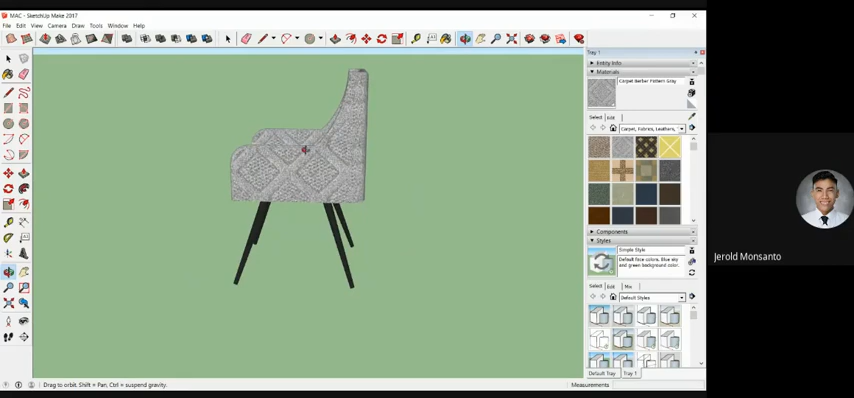 MAC - SketchUp Make 2017
File Edit View Camera Draw Tools Window Help
Tray 1
Entity Info
Materials
Carpet Berber Pattern Gray
Select Edit
Carpet, Fabrics, Leathers,
Components
Styles
Simple Style
Default face colors. Blue sky
and green background color.
Select Edit Mix
Default Styles
Default Tray Tray 1
Drag to orbit. Shift = Pan, Ctrl = suspend gravity.
Measurements
Jerold Monsanto